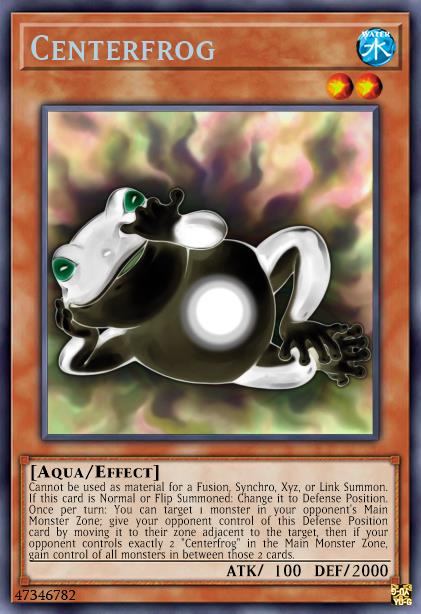 CENTERFROG
WATER
水
[AQUA/EFFECT]
Cannot be used as material for a Fusion, Synchro, Xyz, or Link Summon.
If this card is Normal or Flip Summoned: Change it to Defense Position.
Once per turn: You can target 1 monster in your opponent's Main
Monster Zone; give your opponent control of this Defense Position
card by moving it to their zone adjacent to the target, then if your
opponent controls exactly 2 "Centerfrog" in the Main Monster Zone,
gain control of all monsters in between those 2 cards.
ATK/ 100 DEF/2000
47346782